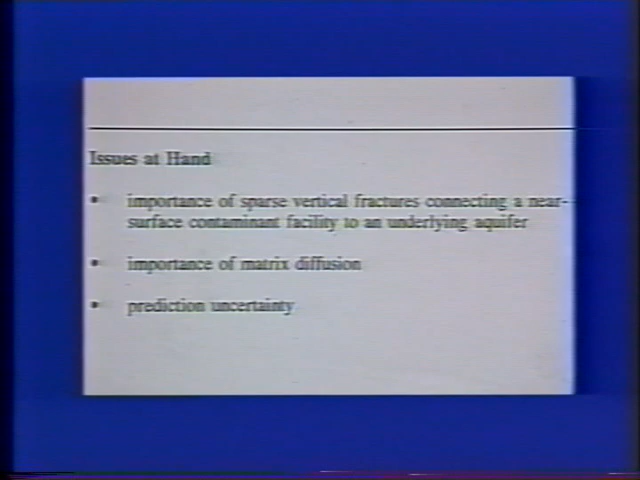 Issues at Hand
• importance of sparse vertical fractures connecting a near-
surface contaminant facility to an underlying aquifer
• importance of matrix diffusion
• prediction uncertainty